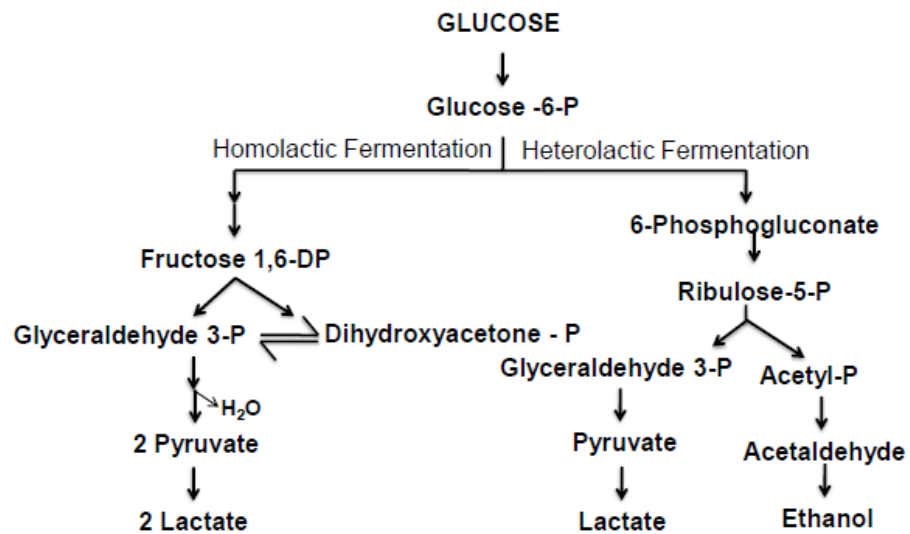 GLUCOSE
Glucose -6-P
Homolactic Fermentation
Heterolactic Fermentation
6-Phosphogluconate
Fructose 1,6-DP
Ribulose-5-P
Glyceraldehyde 3-P
Dihydroxyacetone - P
Glyceraldehyde 3-P
Acetyl-P
H₂O
2 Pyruvate
Pyruvate
Acetaldehyde
2 Lactate
Lactate
Ethanol